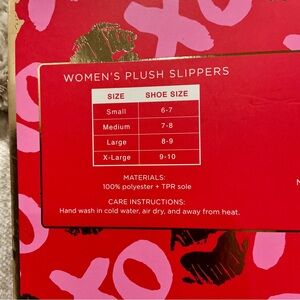 WOMEN'S PLUSH SLIPPERS
SIZE SHOE SIZE
Small 6-7
Medium 7-8
Large 8-9
X-Large 9-10
MATERIALS:
100% polyester + TPR sole
CARE INSTRUCTIONS:
Hand wash in cold water, air dry, and away from heat.